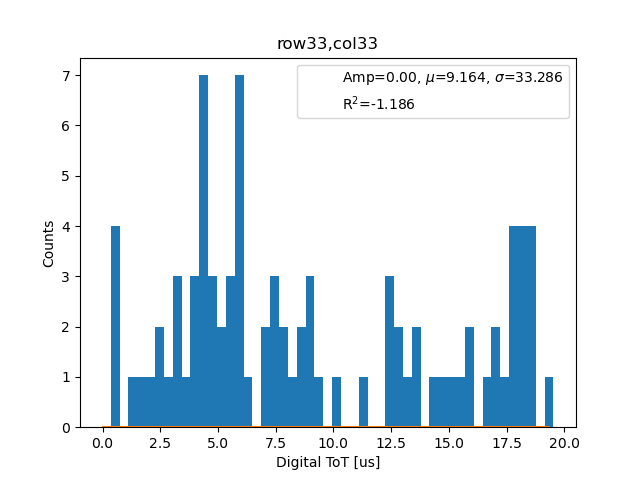 row33,col33
Amp=0.00, μ=9.164, σ=33.286
R²=-1.186
7
6
5
4
3
2
1
0
Counts
0.0 2.5 5.0 7.5 10.0 12.5 15.0 17.5 20.0
Digital ToT [us]